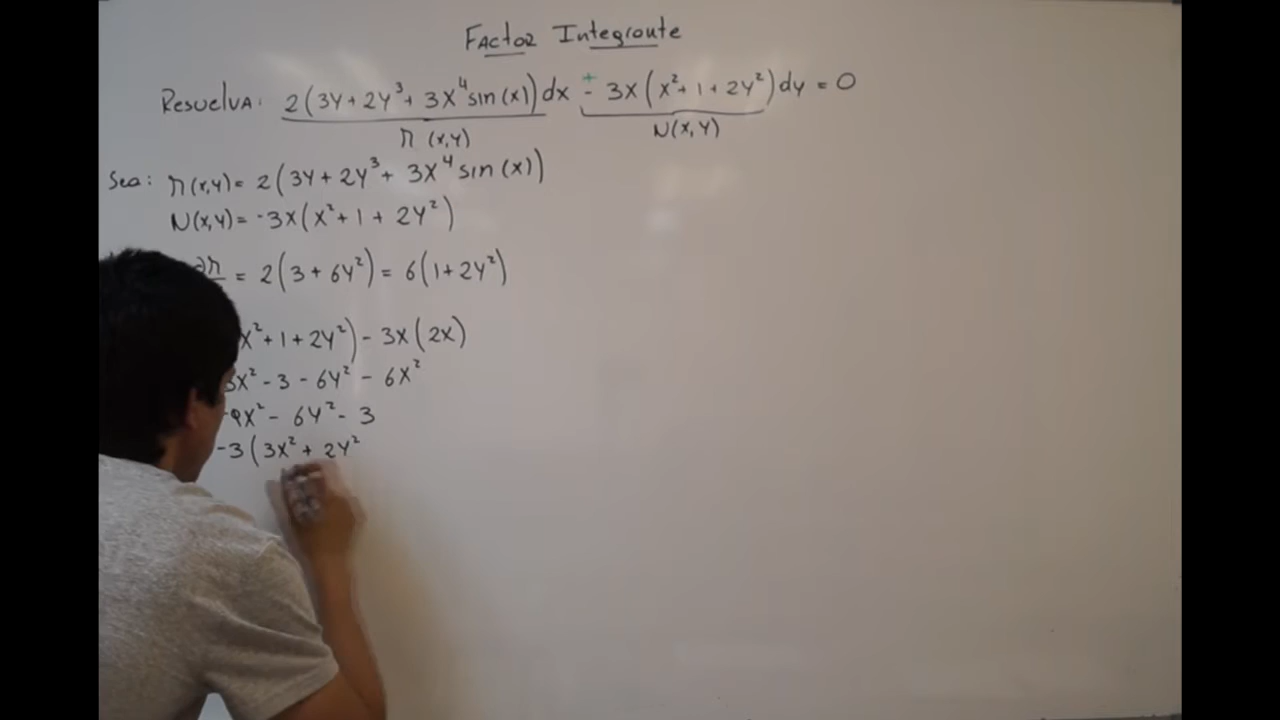 Factor Integrante
Resuelva: 2(3y + 2y³ + 3x⁴ sin(x)) dx ± 3x(x² + 1 + 2y²) dy = 0
M(x,y) N(x,y)
Sea: M(x,y) = 2(3y + 2y³ + 3x⁴ sin(x))
N(x,y) = -3x(x² + 1 + 2y²)
∂M = 2(3 + 6y²) = 6(1 + 2y²)
x² + 1 + 2y²) - 3x(2x)
3x² - 3 - 6y² - 6x²
-9x² - 6y² - 3
-3(3x² + 2y²